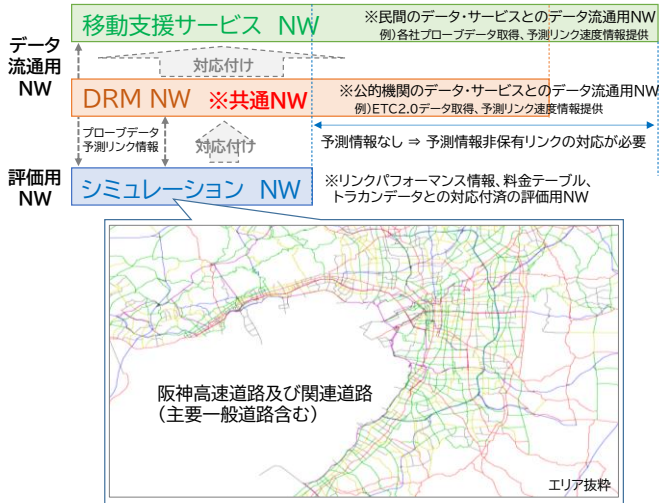 移動支援サービス NW
※民間のデータ・サービスとのデータ流通用NW
例)各社プローブデータ取得、予測リンク速度情報提供
データ
流通用
NW
対応付け
DRM NW ※共通NW
※公的機関のデータ・サービスとのデータ流通用NW
例)ETC2.0データ取得、予測リンク速度情報提供
プローブデータ
予測リンク情報
対応付け
予測情報なし ⇒ 予測情報非保有リンクの対応が必要
評価用
NW
シミュレーション NW
※リンクパフォーマンス情報、料金テーブル、
トラカンデータとの対応付済の評価用NW
阪神高速道路及び関連道路
(主要一般道路含む)
エリア抜粋